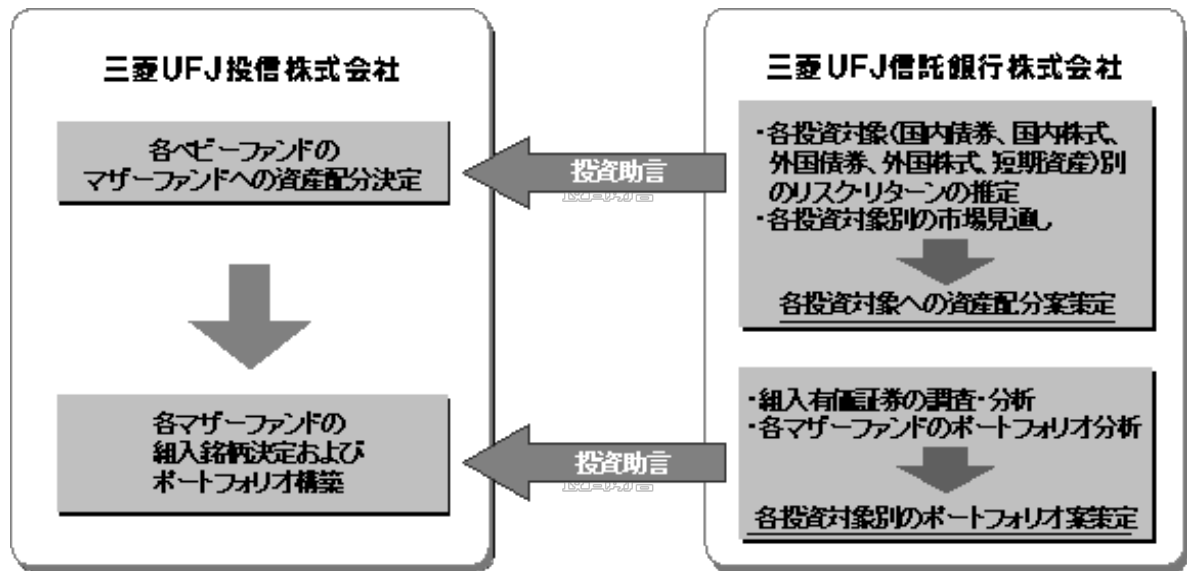 三菱UFJ投信株式会社
各ベビーファンドの
マザーファンドへの資産配分決定
各マザーファンドの
組入銘柄決定および
ポートフォリオ構築
投資助言
投資助言
三菱UFJ信託銀行株式会社
・各投資対象(国内債券、国内株式、
外国債券、外国株式、短期資産)別
のリスク・リターンの推定
・各投資対象別の市場見通し
各投資対象への資産配分案策定
・組入有価証券の調査・分析
・各マザーファンドのポートフォリオ分析
各投資対象別のポートフォリオ案策定